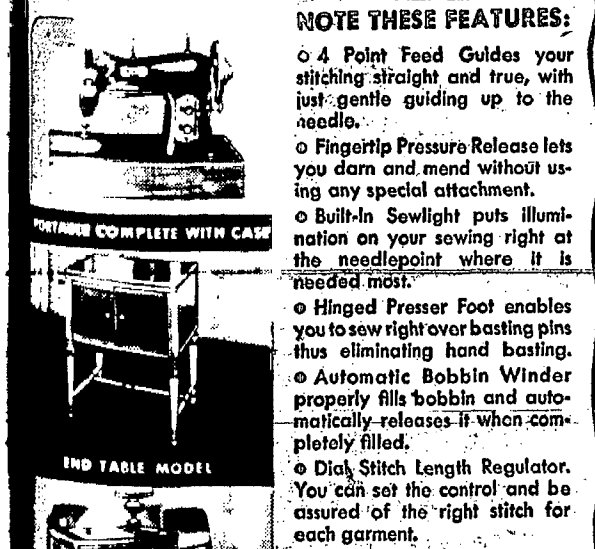 NOTE THESE FEATURES:
4 Point Feed Guides your
stitching straight and true, with
just gentle guiding up to the
needle.
Fingertip Pressure Release lets
you darn and mend without us-
ing any special attachment.
Built-In Sewlight puts illumi-
nation on your sewing right at
the needlepoint where it is
needed most.
Hinged Presser Foot enables
you to sew right over basting pins
thus eliminating hand basting.
Automatic Bobbin Winder
properly fills bobbin and auto-
matically releases it when com-
pletely filled.
Dial Stitch Length Regulator.
You can set the control and be
assured of the right stitch for
each garment.
PORTABLE COMPLETE WITH CASE
END TABLE MODEL